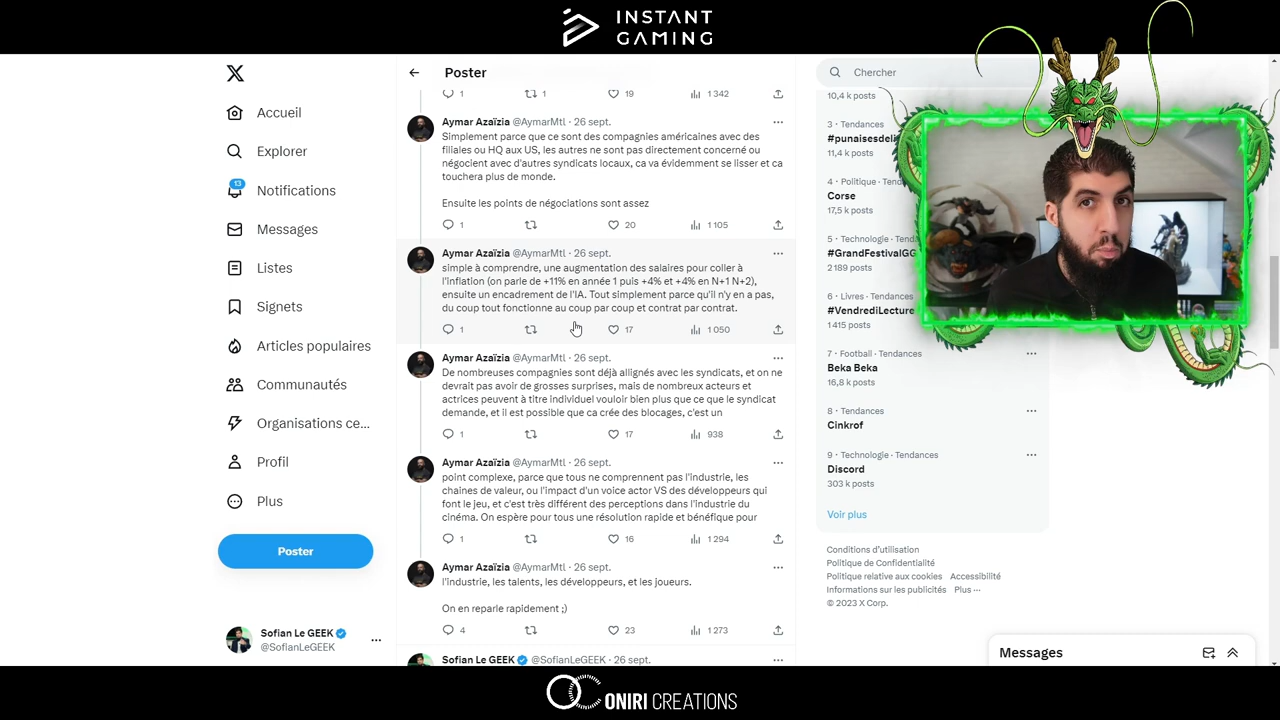 INSTANT
GAMING
Poster
Chercher
Accueil
Explorer
13
Notifications
Messages
Listes
Signets
Articles populaires
Communautés
Organisations ce...
Profil
Plus
Poster
Sofian Le GEEK
@SofianLeGEEK
1 1 19 1 342
Aymar Azaïzia @AymarMtl · 26 sept.
Simplement parce que ce sont des compagnies américaines avec des
filiales ou HQ aux US, les autres ne sont pas directement concerné ou
négocient avec d'autres syndicats locaux, ca va évidemment se lisser et ca
touchera plus de monde.
Ensuite les points de négociations sont assez
1 20 1 105
Aymar Azaïzia @AymarMtl · 26 sept.
simple à comprendre, une augmentation des salaires pour coller à
l'inflation (on parle de +11% en année 1 puis +4% et +4% en N+1 N+2),
ensuite un encadrement de l'IA. Tout simplement parce qu'il n'y en a pas,
du coup tout fonctionne au coup par coup et contrat par contrat.
1 17 1 050
Aymar Azaïzia @AymarMtl · 26 sept.
De nombreuses compagnies sont déjà allignés avec les syndicats, et on ne
devrait pas avoir de grosses surprises, mais de nombreux acteurs et
actrices peuvent à titre individuel vouloir bien plus que ce que le syndicat
demande, et il est possible que ca crée des blocages, c'est un
1 17 938
Aymar Azaïzia @AymarMtl · 26 sept.
point complexe, parce que tous ne comprennent pas l'industrie, les
chaines de valeur, ou l'impact d'un voice actor VS des développeurs qui
font le jeu, et c'est très différent des perceptions dans l'industrie du
cinéma. On espère pour tous une résolution rapide et bénéfique pour
1 16 1 294
Aymar Azaïzia @AymarMtl · 26 sept.
l'industrie, les talents, les développeurs, et les joueurs.
On en reparle rapidement ;)
4 23 1 273
Sofian Le GEEK @SofianLeGEEK · 26 sept.
10,4 k posts
3 · Tendances
#punaisesdeli
11,4 k posts
4 · Politique · Tend
Corse
17,5 k posts
5 · Technologie · Tend
#GrandFestivalGG
2 189 posts
6 · Livres · Tendances
#VendrediLecture
1 415 posts
7 · Football · Tendances
Beka Beka
16,8 k posts
8 · Tendances
Cinkrof
9 · Technologie · Tendances
Discord
303 k posts
Voir plus
Conditions d'utilisation
Politique de Confidentialité
Politique relative aux cookies Accessibilité
Informations sur les publicités Plus ···
© 2023 X Corp.
Messages
OC ONIRI CREATIONS